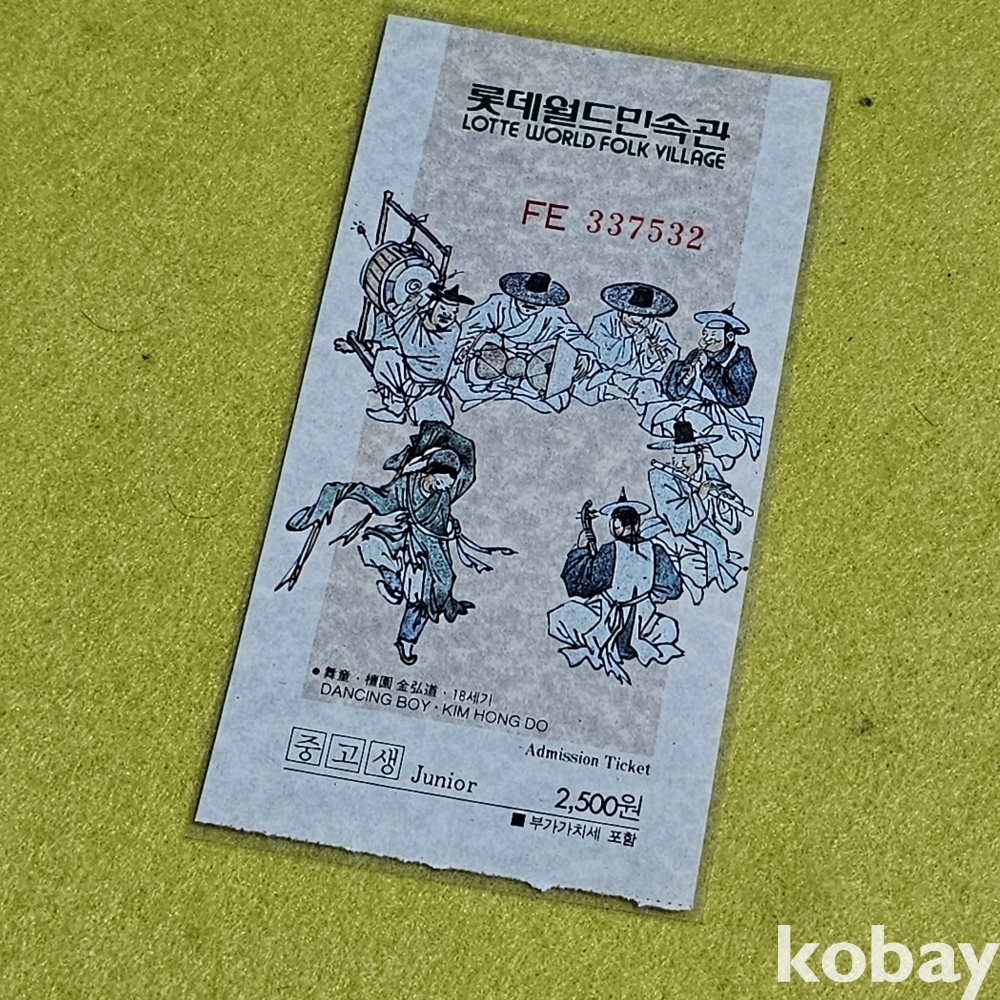 롯데월드민속관
LOTTE WORLD FOLK VILLAGE
FE 337532
● 舞童 · 檀園 金弘道 · 18세기
DANCING BOY · KIM HONG DO
Admission Ticket
중고생 Junior
2,500원
■ 부가가치세 포함
kobay